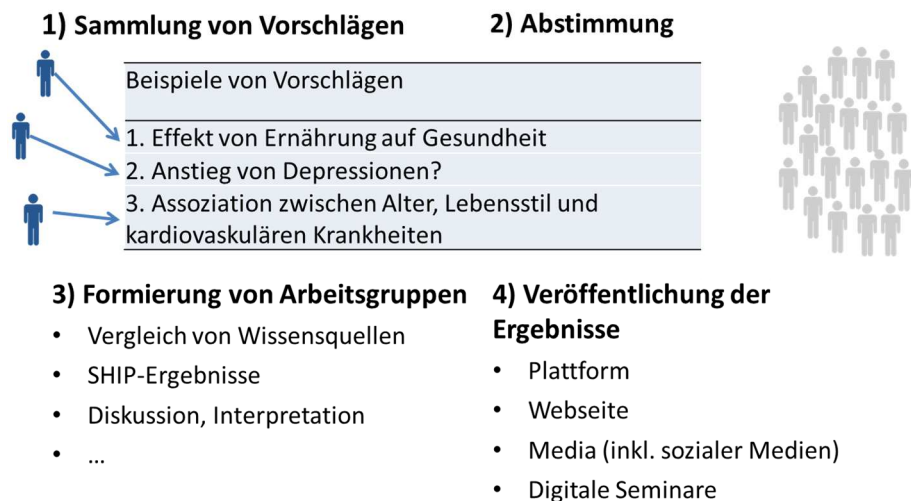 1) Sammlung von Vorschlägen
2) Abstimmung
Beispiele von Vorschlägen
1. Effekt von Ernährung auf Gesundheit
2. Anstieg von Depressionen?
3. Assoziation zwischen Alter, Lebensstil und
kardiovaskulären Krankheiten
3) Formierung von Arbeitsgruppen
• Vergleich von Wissensquellen
• SHIP-Ergebnisse
• Diskussion, Interpretation
• ...
4) Veröffentlichung der
Ergebnisse
• Plattform
• Webseite
• Media (inkl. sozialer Medien)
• Digitale Seminare